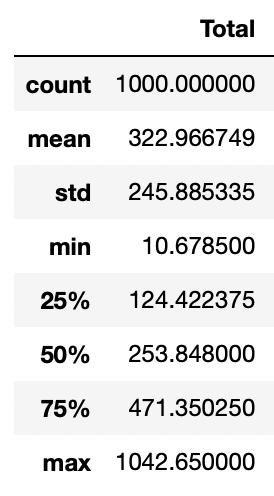 Total
count 1000.000000
mean 322.966749
std 245.885335
min 10.678500
25% 124.422375
50% 253.848000
75% 471.350250
max 1042.650000